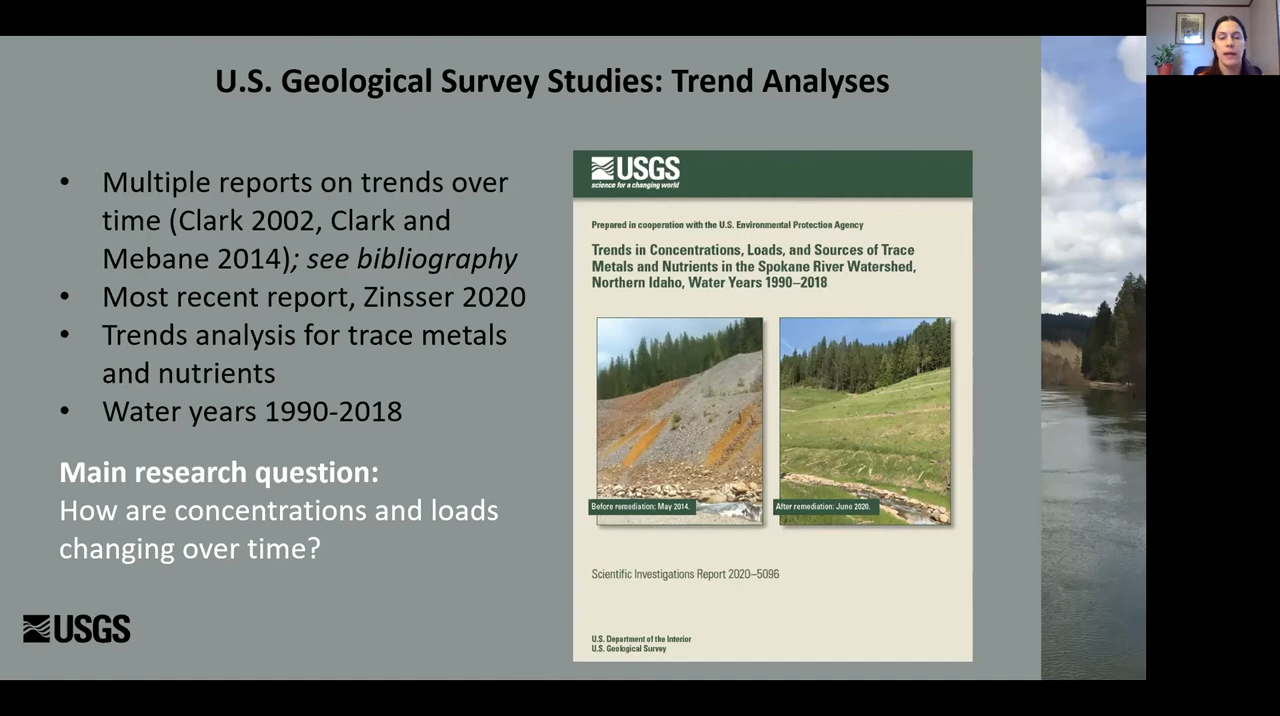 U.S. Geological Survey Studies: Trend Analyses
• Multiple reports on trends over
time (Clark 2002, Clark and
Mebane 2014); see bibliography
• Most recent report, Zinsser 2020
• Trends analysis for trace metals
and nutrients
• Water years 1990-2018
Main research question:
How are concentrations and loads
changing over time?
USGS
USGS
science for a changing world
Prepared in cooperation with the U.S. Environmental Protection Agency
Trends in Concentrations, Loads, and Sources of Trace
Metals and Nutrients in the Spokane River Watershed,
Northern Idaho, Water Years 1990–2018
Before remediation: May 2014.
After remediation: June 2020.
Scientific Investigations Report 2020–5096
U.S. Department of the Interior
U.S. Geological Survey